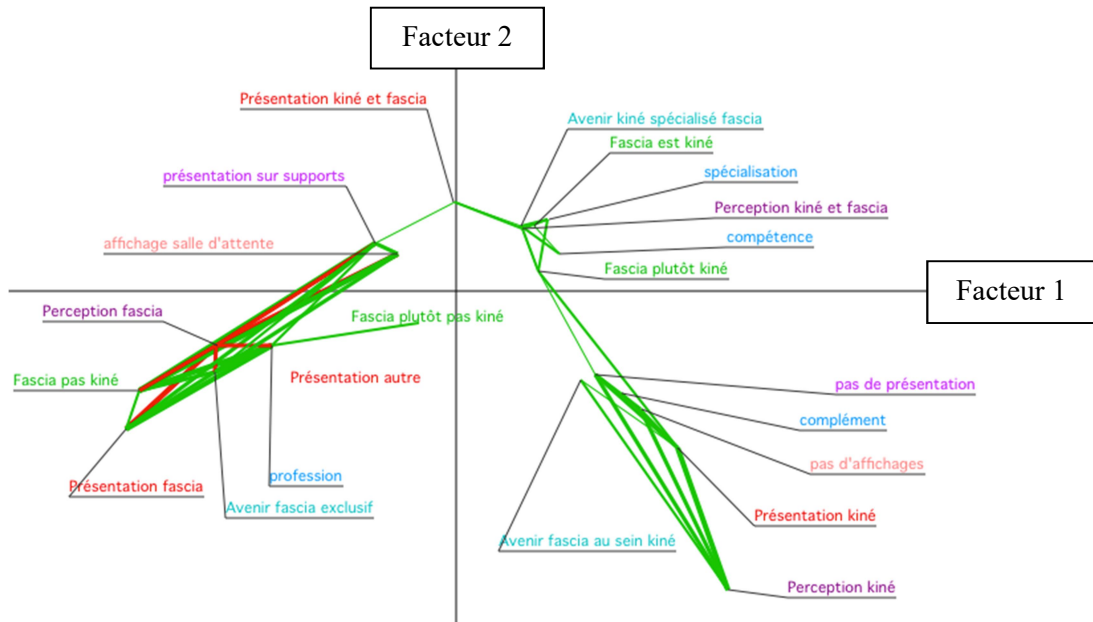 Facteur 2
Présentation kiné et fascia
Avenir kiné spécialisé fascia
Fascia est kiné
présentation sur supports
spécialisation
Perception kiné et fascia
affichage salle d'attente
compétence
Fascia plutôt kiné
Facteur 1
Perception fascia
Fascia plutôt pas kiné
Fascia pas kiné
Présentation autre
pas de présentation
complément
pas d'affichages
profession
Présentation fascia
Avenir fascia exclusif
Présentation kiné
Avenir fascia au sein kiné
Perception kiné